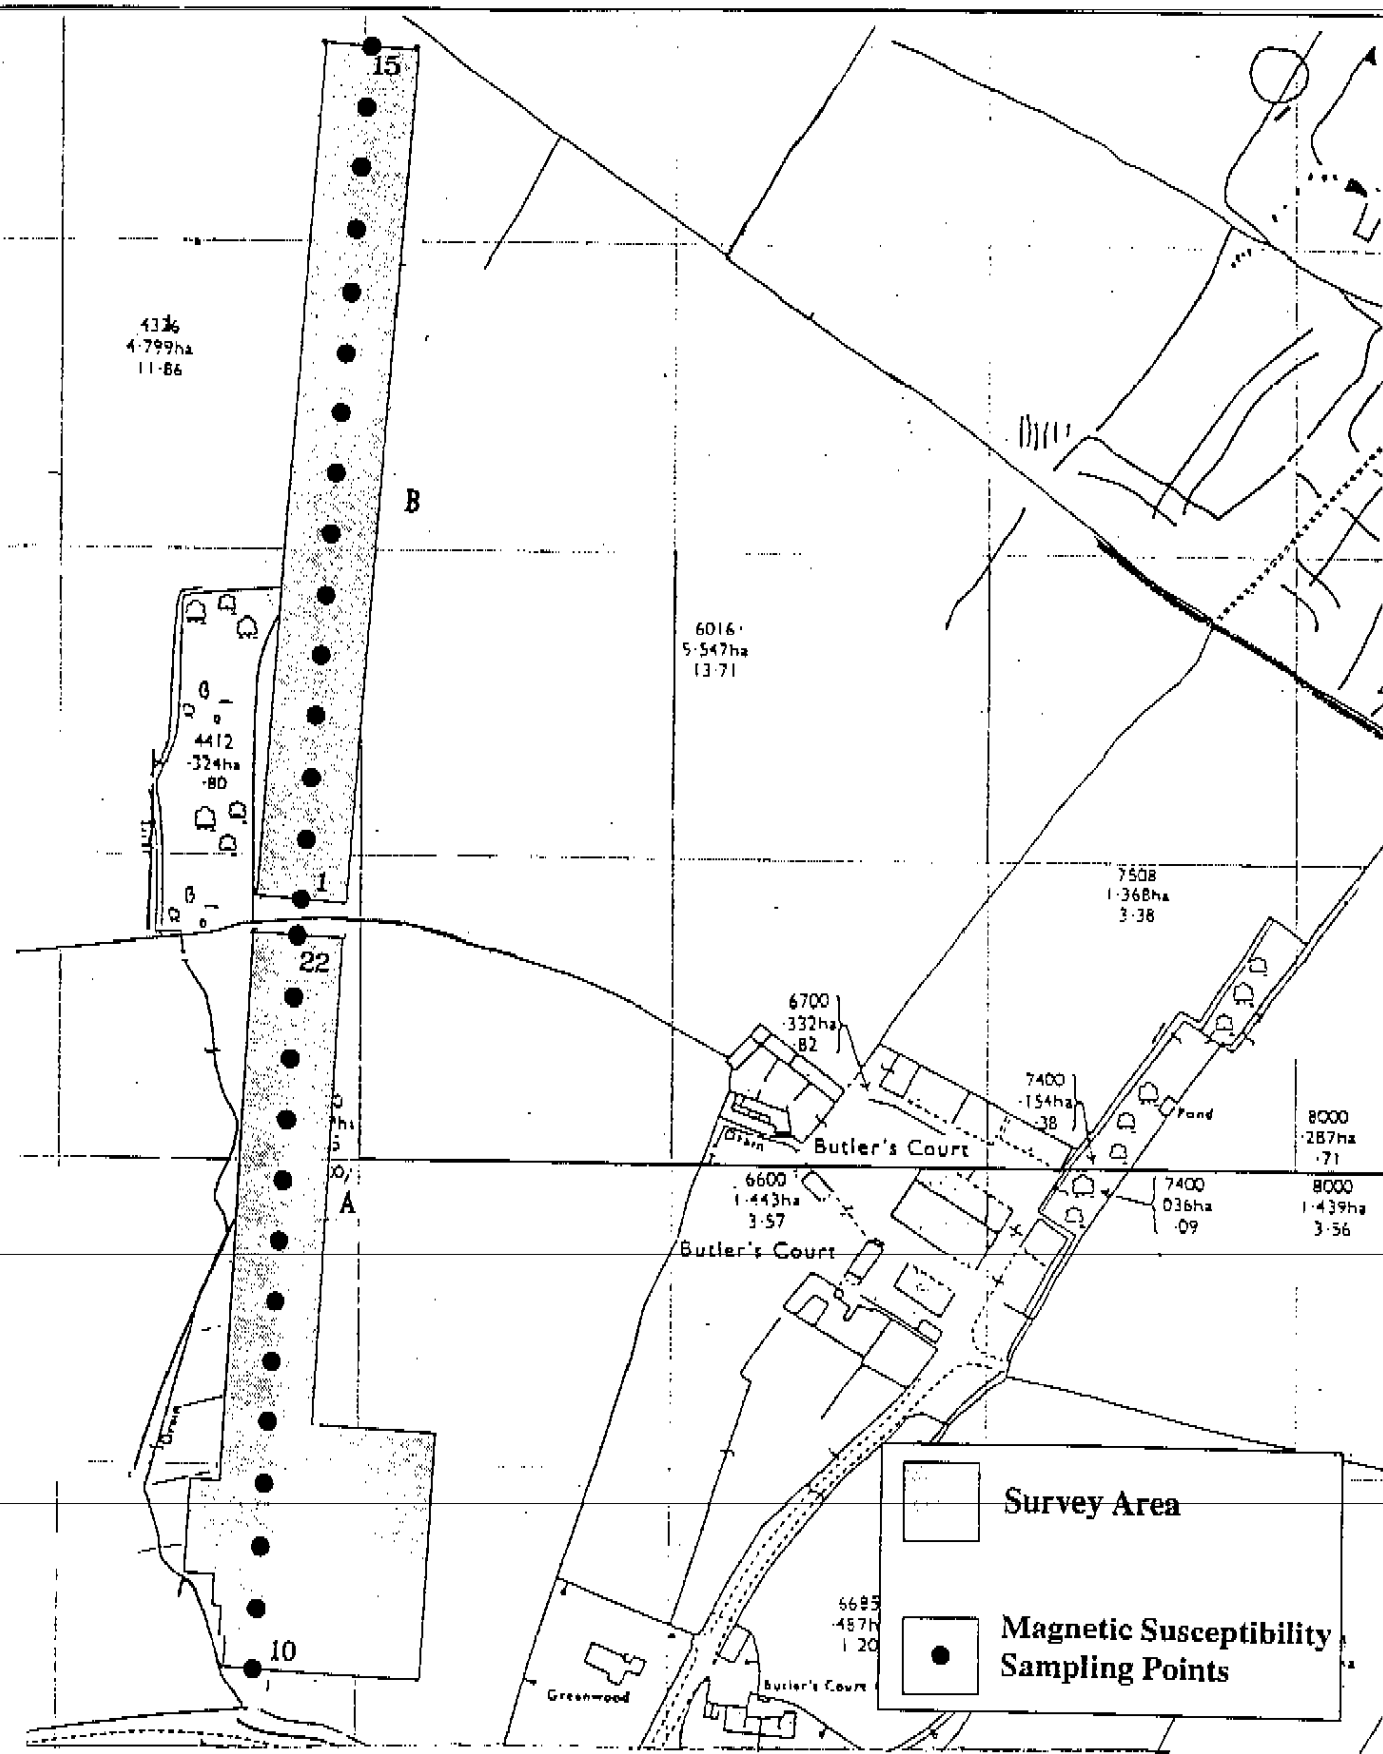 15
4336
4·799ha
11·86
B
6016
5·547ha
13·71
4412
·324ha
·80
1
7508
1·368ha
3·38
22
6700
·332ha
·82
7400
·154ha
·38
Pond
8000
·287ha
·71
Drain
Butler's Court
A
6600
1·443ha
3·57
7400
036ha
·09
8000
1·439ha
3·56
Butler's Court
Drain
Survey Area
10
Magnetic Susceptibility
Sampling Points
1·20
Greenwood
Butler's Court